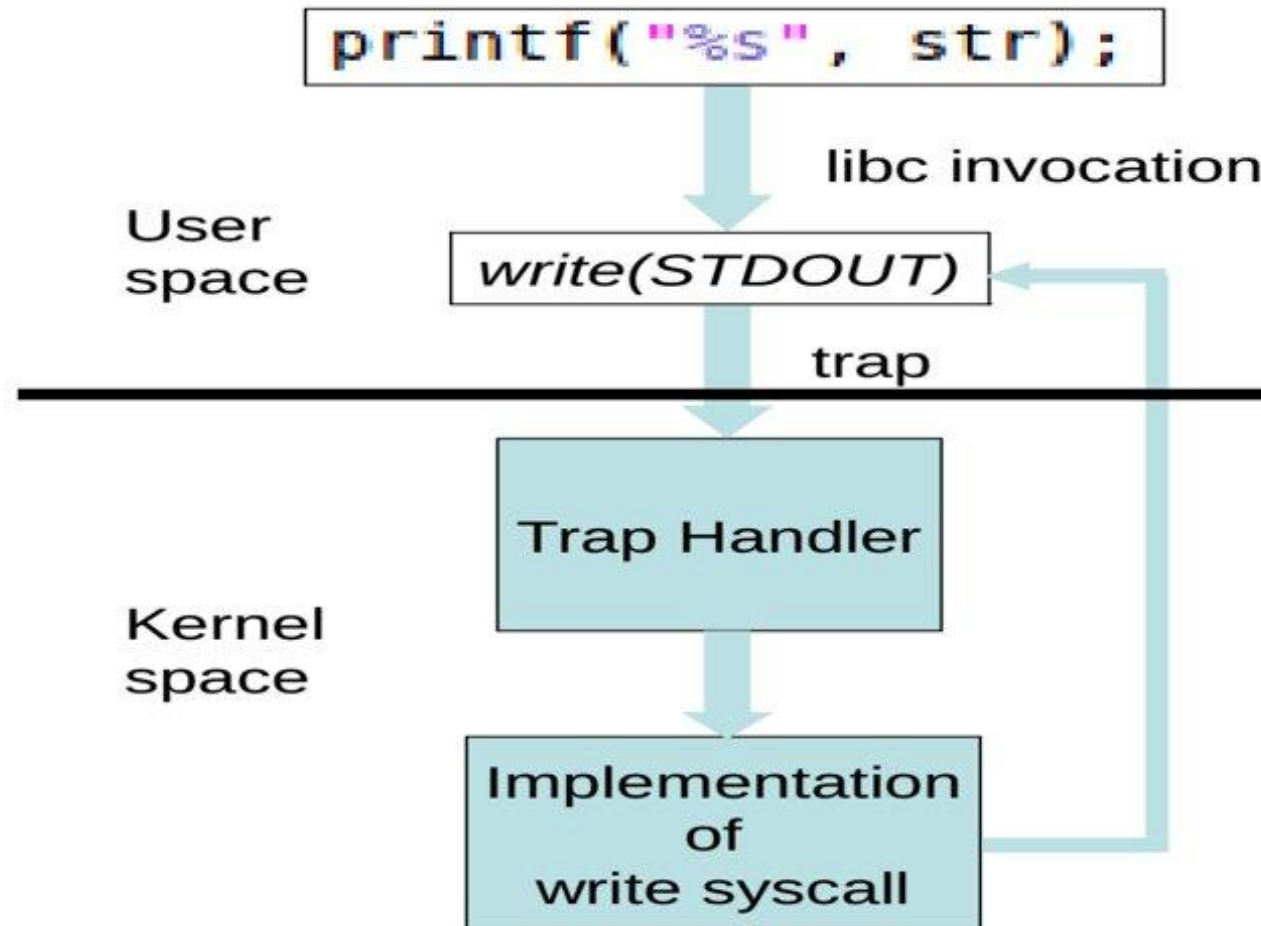 printf("%s", str);
libc invocation
User
space
write(STDOUT)
trap
Trap Handler
Kernel
space
Implementation
of
write syscall